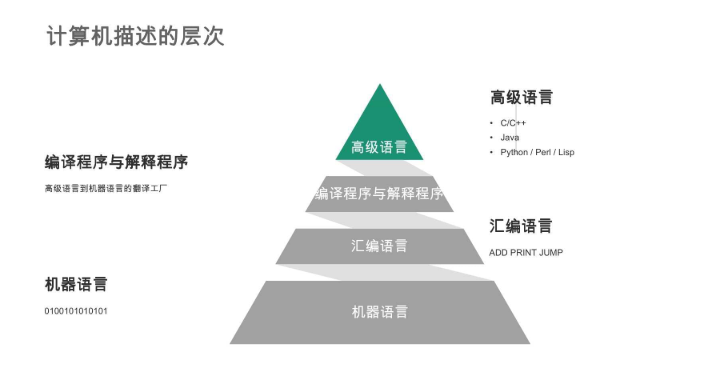 计算机描述的层次
高级语言
• C/C++
• Java
• Python / Perl / Lisp
高级语言
编译程序与解释程序
高级语言到机器语言的翻译工厂
编译程序与解释程序
汇编语言
ADD PRINT JUMP
汇编语言
机器语言
0100101010101
机器语言